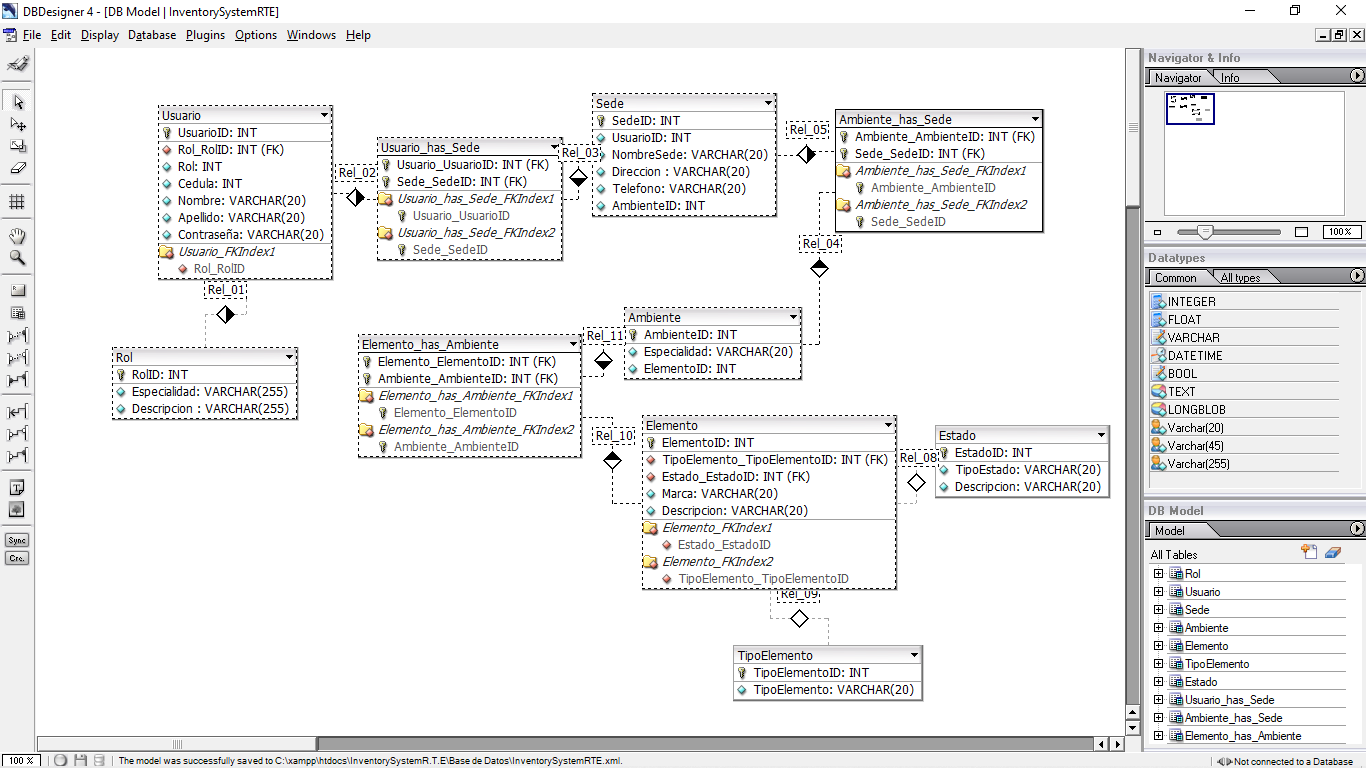 DBDesigner 4 - [DB Model | InventorySystemRTE]
File Edit Display Database Plugins Options Windows Help
Usuario
UsuarioID: INT
Rol_RolID: INT (FK)
Rol: INT
Cedula: INT
Nombre: VARCHAR(20)
Apellido: VARCHAR(20)
Contraseña: VARCHAR(20)
Usuario_FKIndex1
Rol_RolID
Rel_01
Rol
RolID: INT
Especialidad: VARCHAR(255)
Descripcion : VARCHAR(255)
Rel_02
Usuario_has_Sede
Usuario_UsuarioID: INT (FK)
Sede_SedeID: INT (FK)
Usuario_has_Sede_FKIndex1
Usuario_UsuarioID
Usuario_has_Sede_FKIndex2
Sede_SedeID
Rel_03
Sede
SedeID: INT
UsuarioID: INT
NombreSede: VARCHAR(20)
Direccion : VARCHAR(20)
Telefono: VARCHAR(20)
AmbienteID: INT
Rel_05
Ambiente_has_Sede
Ambiente_AmbienteID: INT (FK)
Sede_SedeID: INT (FK)
Ambiente_has_Sede_FKIndex1
Ambiente_AmbienteID
Ambiente_has_Sede_FKIndex2
Sede_SedeID
Rel_04
Ambiente
AmbienteID: INT
Especialidad: VARCHAR(20)
ElementoID: INT
Rel_11
Elemento_has_Ambiente
Elemento_ElementoID: INT (FK)
Ambiente_AmbienteID: INT (FK)
Elemento_has_Ambiente_FKIndex1
Elemento_ElementoID
Elemento_has_Ambiente_FKIndex2
Ambiente_AmbienteID
Rel_10
Elemento
ElementoID: INT
TipoElemento_TipoElementoID: INT (FK)
Estado_EstadoID: INT (FK)
Marca: VARCHAR(20)
Descripcion: VARCHAR(20)
Elemento_FKIndex1
Estado_EstadoID
Elemento_FKIndex2
TipoElemento_TipoElementoID
Rel_08
Estado
EstadoID: INT
TipoEstado: VARCHAR(20)
Descripcion: VARCHAR(20)
Rel_09
TipoElemento
TipoElementoID: INT
TipoElemento: VARCHAR(20)
Sync
Cre.
Navigator & Info
Navigator Info
100%
Datatypes
Common All types
INTEGER
FLOAT
VARCHAR
DATETIME
BOOL
TEXT
LONGBLOB
Varchar(20)
Varchar(45)
Varchar(255)
DB Model
Model
All Tables
Rol
Usuario
Sede
Ambiente
Elemento
TipoElemento
Estado
Usuario_has_Sede
Ambiente_has_Sede
Elemento_has_Ambiente
100 % The model was successfully saved to C:\xampp\htdocs\InventorySystemR.T.E\Base de Datos\InventorySystemRTE.xml. Not connected to a Database